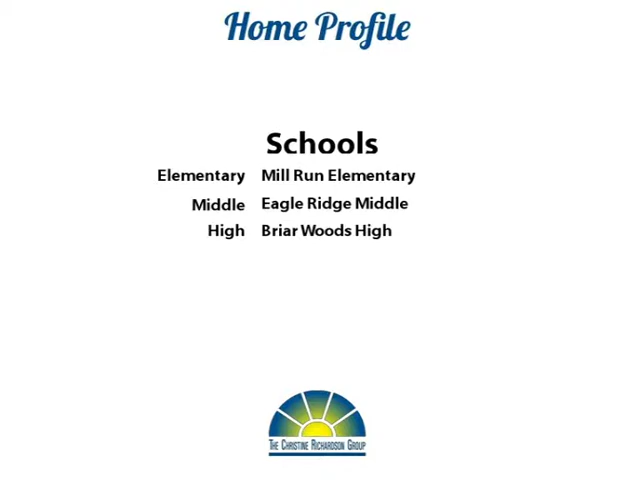 Home Profile
Schools
Elementary Mill Run Elementary
Middle Eagle Ridge Middle
High Briar Woods High
The Christine Richardson Group